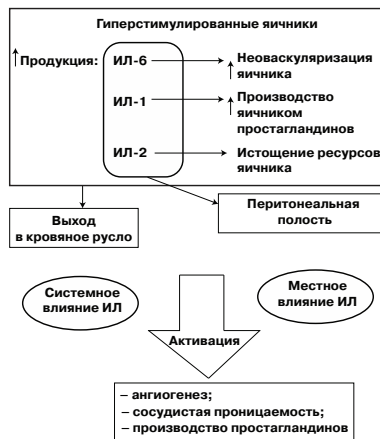 Гиперстимулированные яичники
Продукция: ИЛ-6 Неоваскуляризация
яичника
ИЛ-1 Производство
яичником
простагландинов
ИЛ-2 Истощение ресурсов
яичника
Выход
в кровяное русло
Перитонеальная
полость
Системное
влияние ИЛ
Местное
влияние ИЛ
Активация
– ангиогенез;
– сосудистая проницаемость;
– производство простагландинов